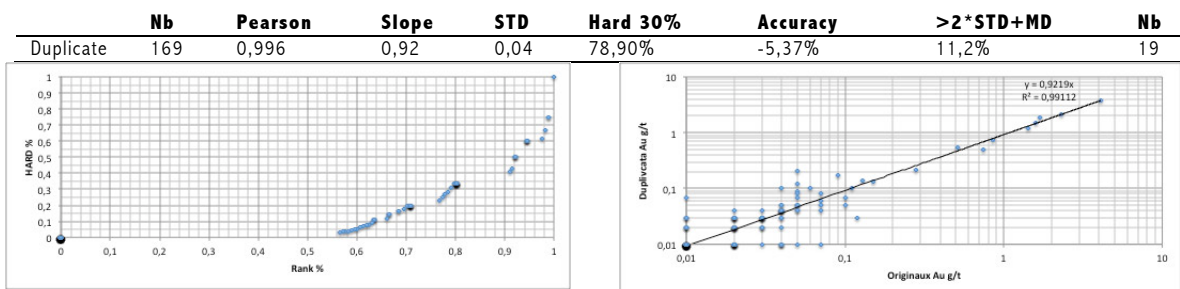 Nb Pearson Slope STD Hard 30% Accuracy >2*STD+MD Nb
Duplicate 169 0,996 0,92 0,04 78,90% -5,37% 11,2% 19
HARD %
1
0,9
0,8
0,7
0,6
0,5
0,4
0,3
0,2
0,1
0
0 0,1 0,2 0,3 0,4 0,5 0,6 0,7 0,8 0,9 1
Rank %
Duplivcata Au g/t
10
1
0,1
0,01
y = 0,9219x
R² = 0,99112
0,01 0,1 1 10
Originaux Au g/t